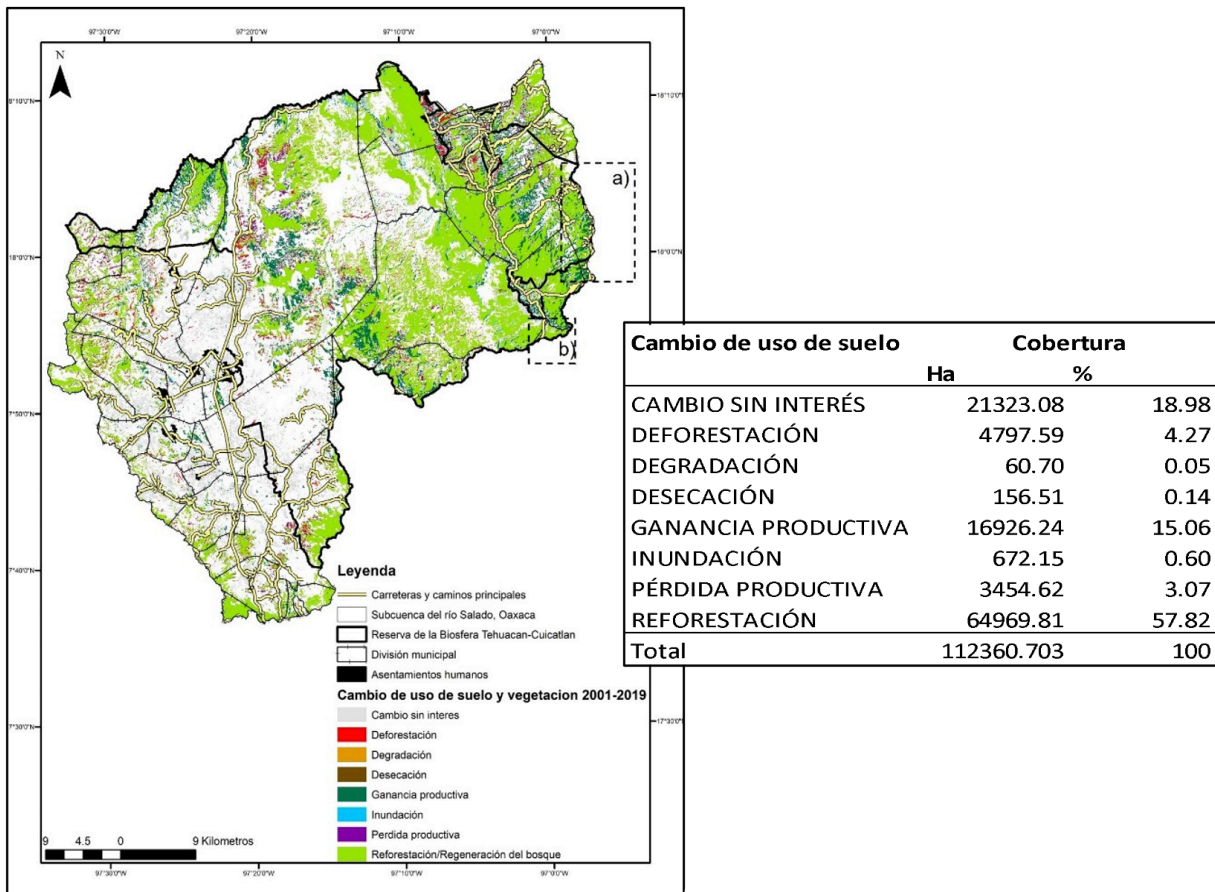 97°30'0"W 97°20'0"W 97°10'0"W 97°0'0"W
N
8°10'0"N 18°10'0"N
a)
8°0'0"N 18°0'0"N
b)
7°50'0"N
7°40'0"N
7°30'0"N 17°30'0"N
Leyenda
Carreteras y caminos principales
Subcuenca del río Salado, Oaxaca
Reserva de la Biosfera Tehuacan-Cuicatlan
División municipal
Asentamientos humanos
Cambio de uso de suelo y vegetacion 2001-2019
Cambio sin interes
Deforestación
Degradación
Desecación
Ganancia productiva
Inundación
Perdida productiva
Reforestación/Regeneración del bosque
9 4.5 0 9 Kilometros
97°30'0"W 97°20'0"W 97°10'0"W 97°0'0"W
Cambio de uso de suelo Cobertura
Ha %
CAMBIO SIN INTERÉS 21323.08 18.98
DEFORESTACIÓN 4797.59 4.27
DEGRADACIÓN 60.70 0.05
DESECACIÓN 156.51 0.14
GANANCIA PRODUCTIVA 16926.24 15.06
INUNDACIÓN 672.15 0.60
PÉRDIDA PRODUCTIVA 3454.62 3.07
REFORESTACIÓN 64969.81 57.82
Total 112360.703 100